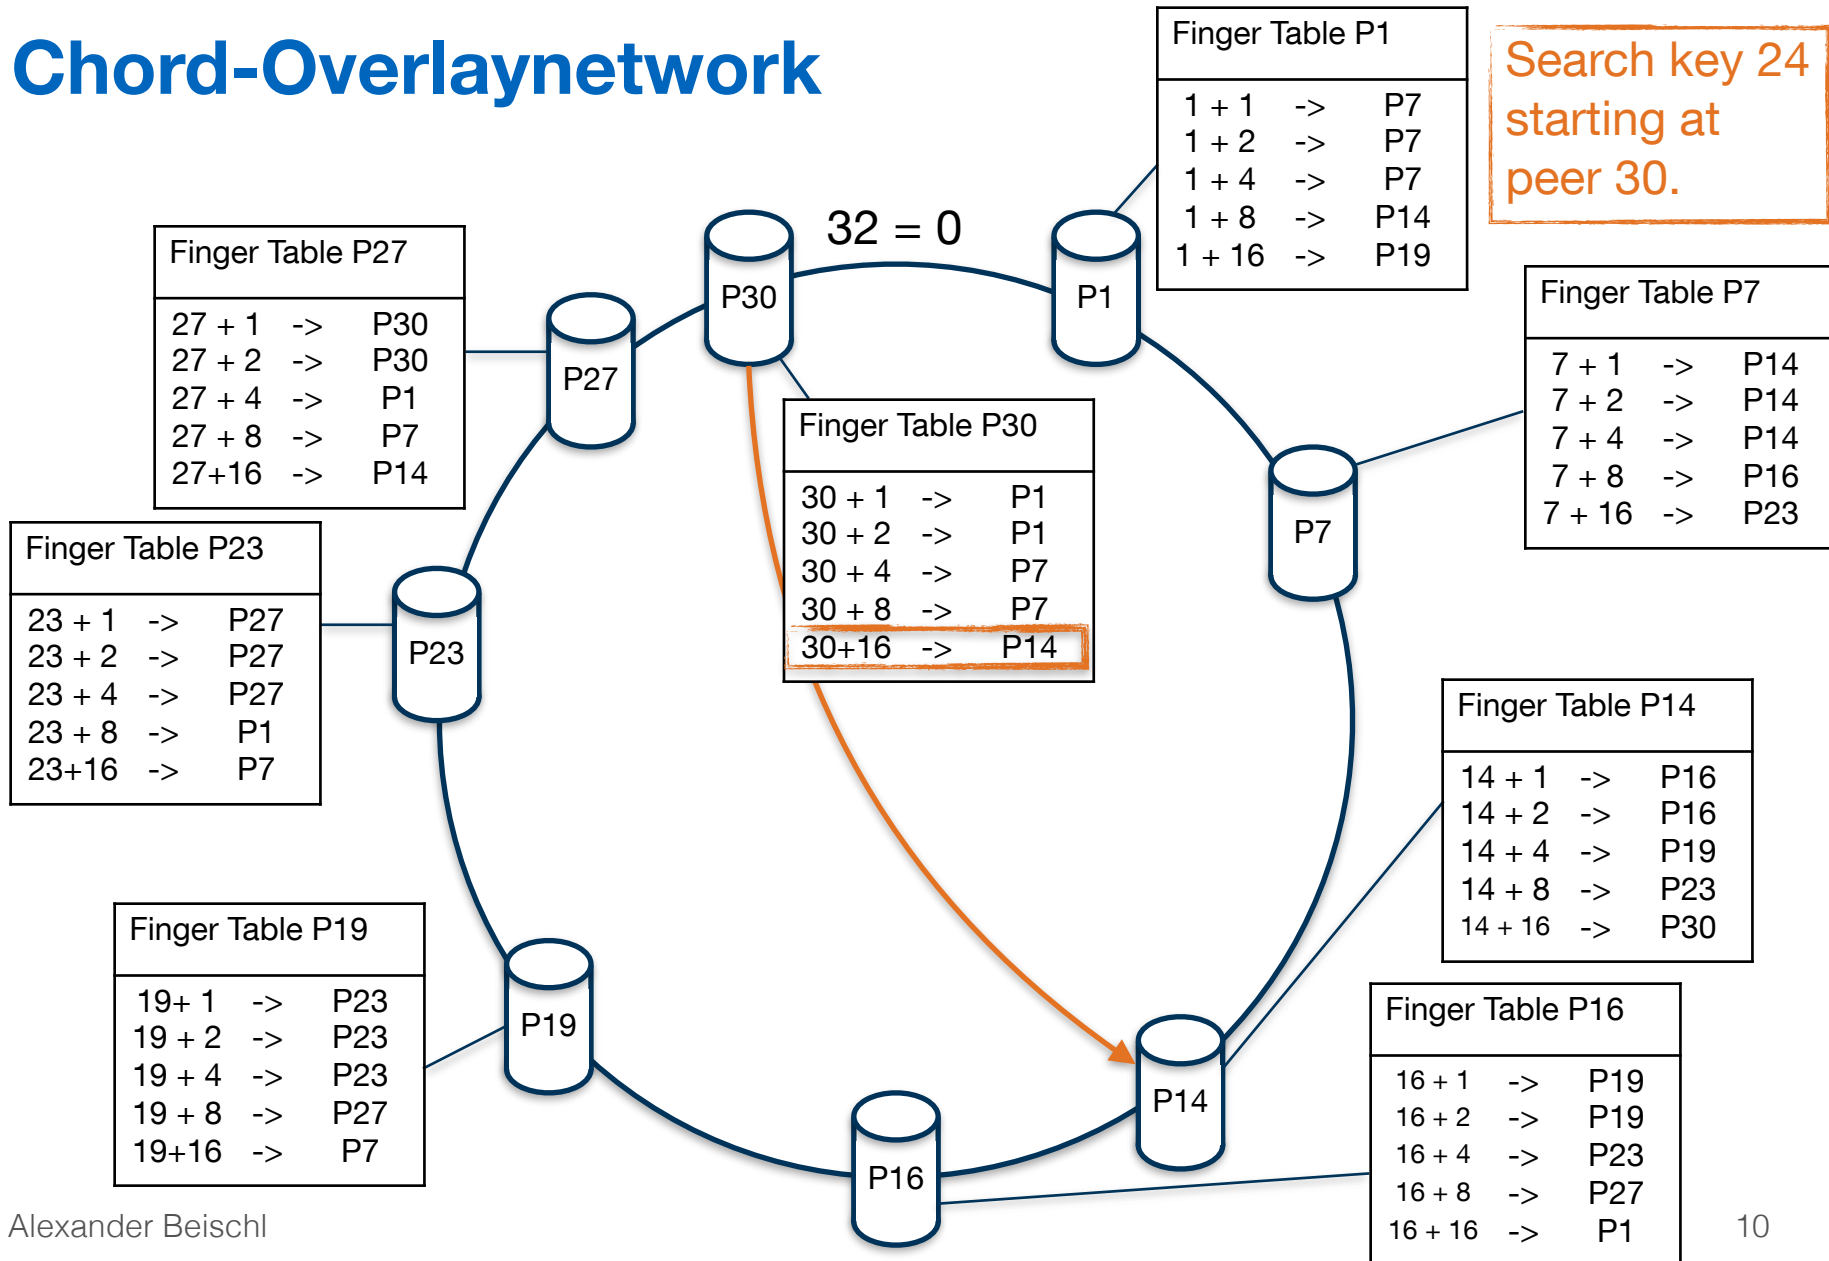 Chord-Overlaynetwork
Search key 24
starting at
peer 30.
32 = 0
P30
P1
P7
P14
P16
P19
P23
P27
Finger Table P1
1 + 1 -> P7
1 + 2 -> P7
1 + 4 -> P7
1 + 8 -> P14
1 + 16 -> P19
Finger Table P7
7 + 1 -> P14
7 + 2 -> P14
7 + 4 -> P14
7 + 8 -> P16
7 + 16 -> P23
Finger Table P27
27 + 1 -> P30
27 + 2 -> P30
27 + 4 -> P1
27 + 8 -> P7
27+16 -> P14
Finger Table P30
30 + 1 -> P1
30 + 2 -> P1
30 + 4 -> P7
30 + 8 -> P7
30+16 -> P14
Finger Table P23
23 + 1 -> P27
23 + 2 -> P27
23 + 4 -> P27
23 + 8 -> P1
23+16 -> P7
Finger Table P14
14 + 1 -> P16
14 + 2 -> P16
14 + 4 -> P19
14 + 8 -> P23
14 + 16 -> P30
Finger Table P19
19+ 1 -> P23
19 + 2 -> P23
19 + 4 -> P23
19 + 8 -> P27
19+16 -> P7
Finger Table P16
16 + 1 -> P19
16 + 2 -> P19
16 + 4 -> P23
16 + 8 -> P27
16 + 16 -> P1
Alexander Beischl
10